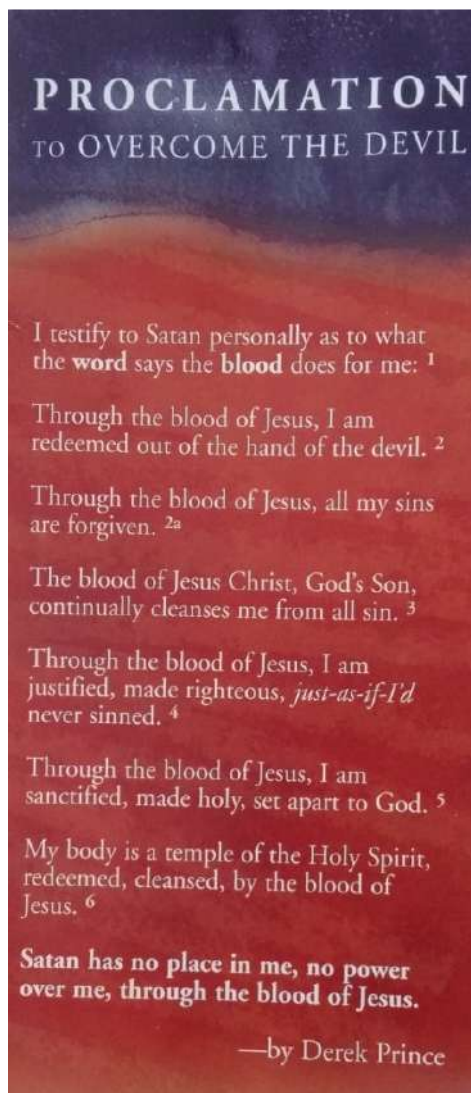 PROCLAMATION
TO OVERCOME THE DEVIL
I testify to Satan personally as to what
the word says the blood does for me: 1
Through the blood of Jesus, I am
redeemed out of the hand of the devil. 2
Through the blood of Jesus, all my sins
are forgiven. 2a
The blood of Jesus Christ, God's Son,
continually cleanses me from all sin. 3
Through the blood of Jesus, I am
justified, made righteous, just-as-if-I'd
never sinned. 4
Through the blood of Jesus, I am
sanctified, made holy, set apart to God. 5
My body is a temple of the Holy Spirit,
redeemed, cleansed, by the blood of
Jesus. 6
Satan has no place in me, no power
over me, through the blood of Jesus.
—by Derek Prince